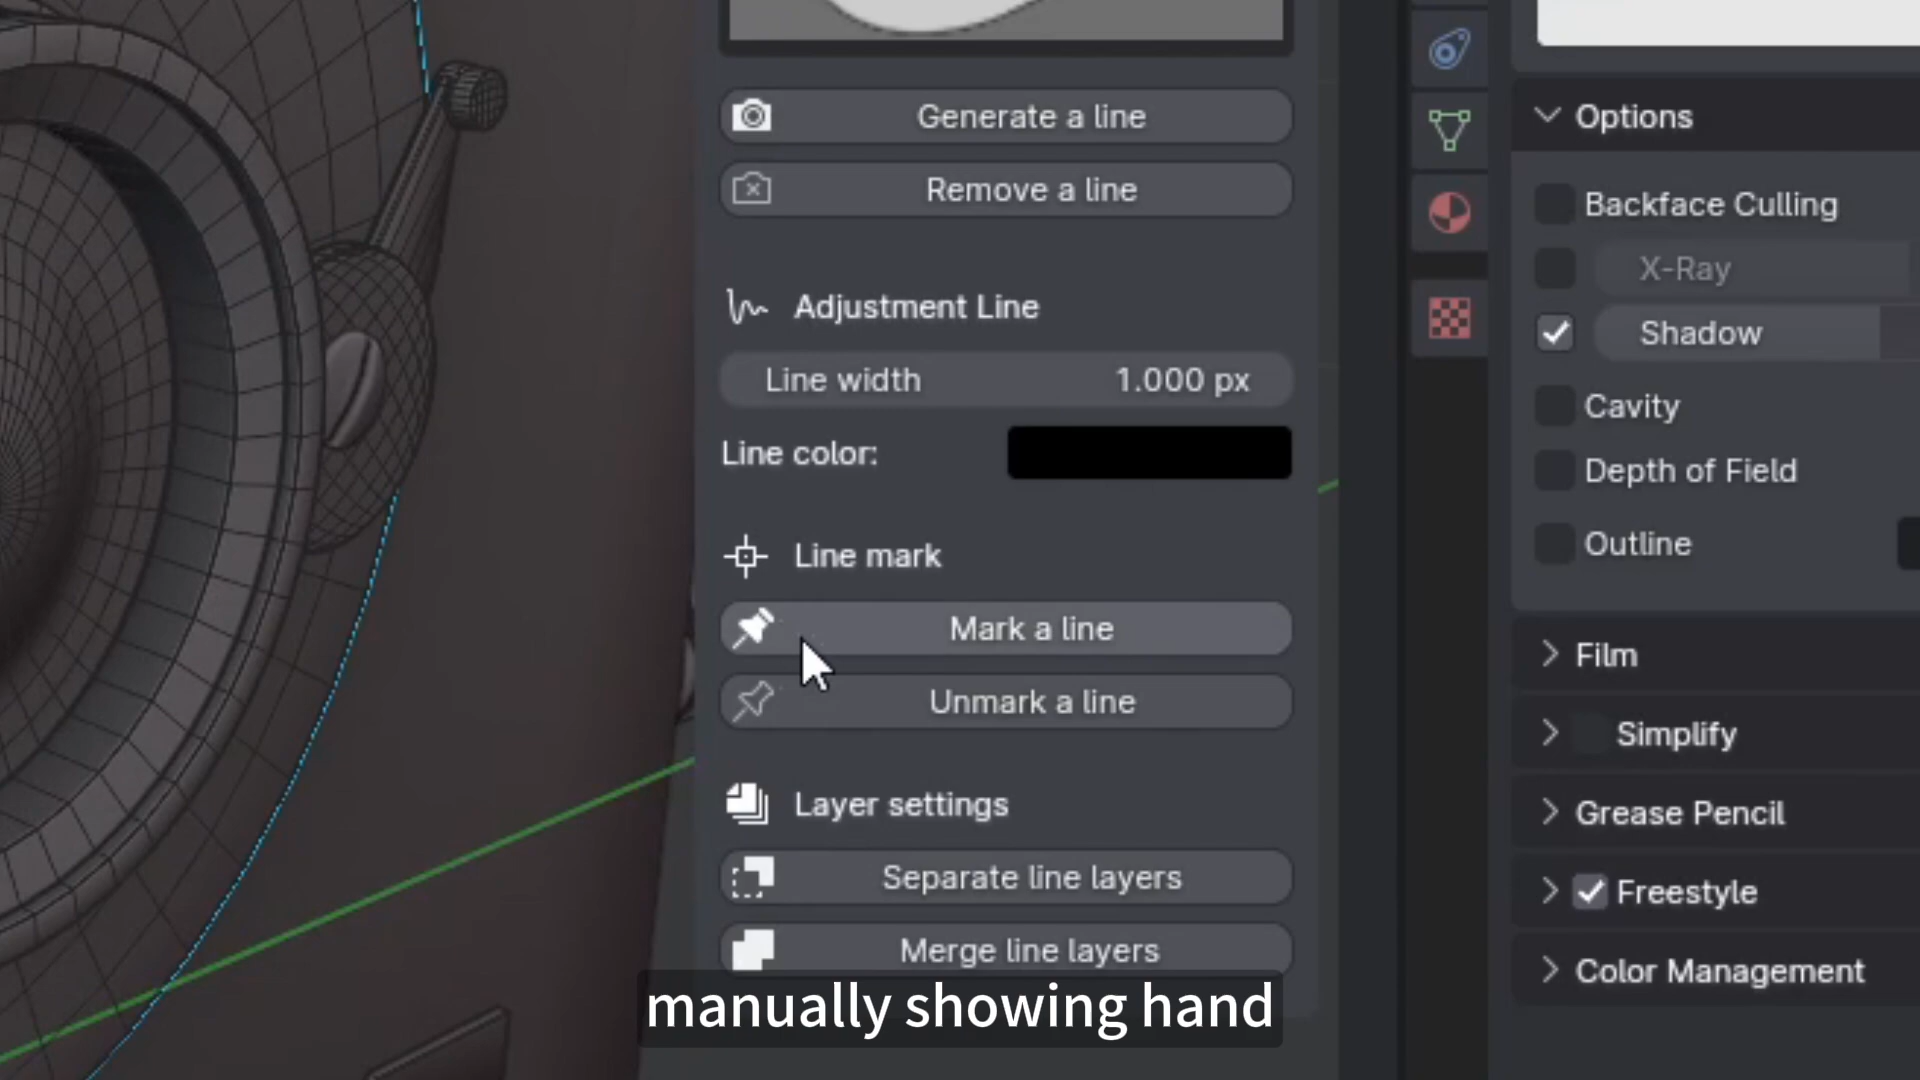 Generate a line
Remove a line
Adjustment Line
Line width 1.000 px
Line color:
Line mark
Mark a line
Unmark a line
Layer settings
Separate line layers
Merge line layers
manually showing hand
Options
Backface Culling
X-Ray
Shadow
Cavity
Depth of Field
Outline
Film
Simplify
Grease Pencil
Freestyle
Color Management